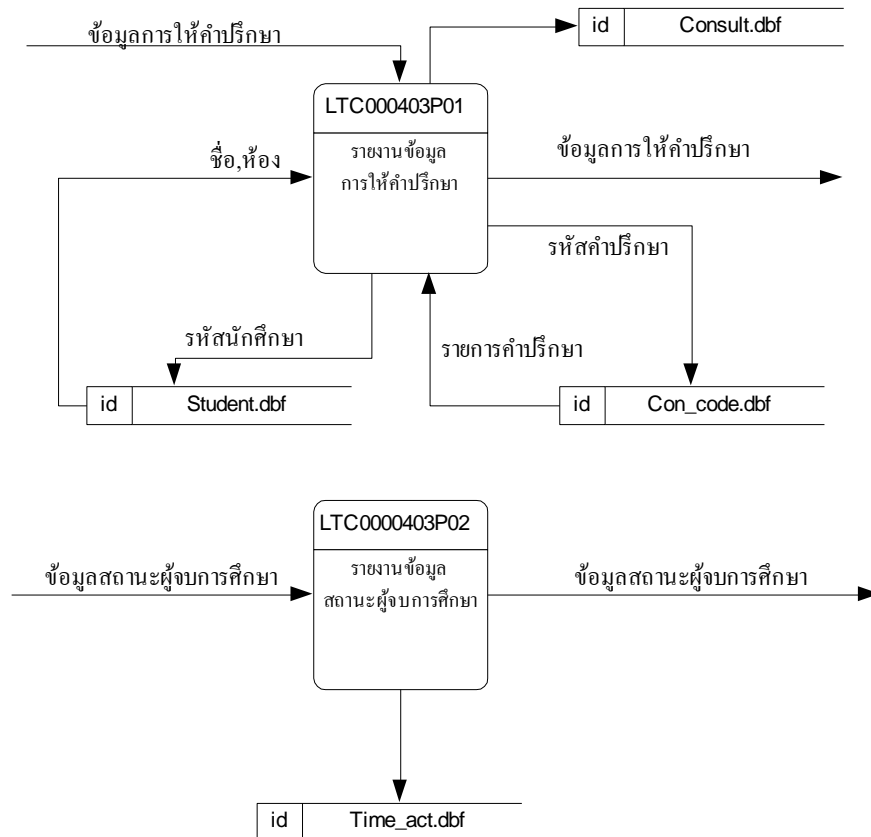 ข้อมูลการให้คำปรึกษา
id Consult.dbf
LTC000403P01
รายงานข้อมูล
การให้คำปรึกษา
ชื่อ,ห้อง
ข้อมูลการให้คำปรึกษา
รหัสคำปรึกษา
รหัสนักศึกษา
รายการคำปรึกษา
id Student.dbf
id Con_code.dbf
LTC0000403P02
รายงานข้อมูล
สถานะผู้จบการศึกษา
ข้อมูลสถานะผู้จบการศึกษา
ข้อมูลสถานะผู้จบการศึกษา
id Time_act.dbf